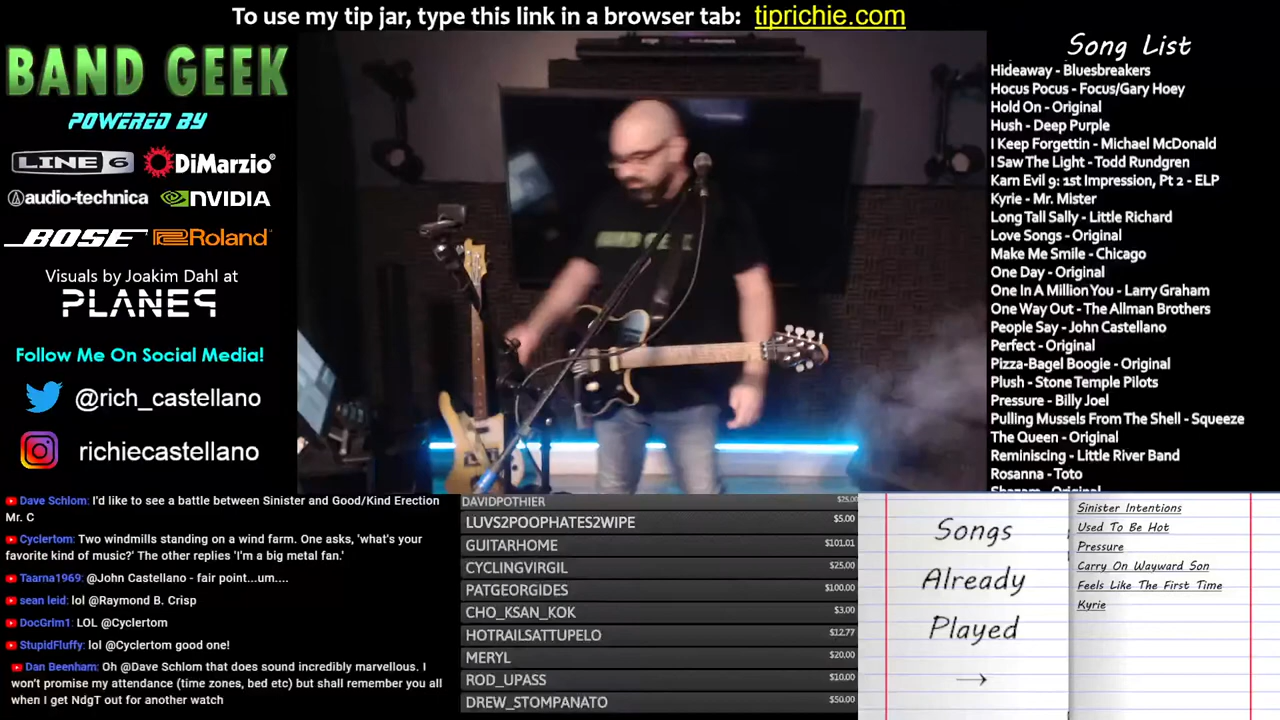 To use my tip jar, type this link in a browser tab: tiprichie.com
BAND GEEK
POWERED BY
LINE 6
DiMarzio
audio-technica
NVIDIA
BOSE
Roland
Visuals by Joakim Dahl at
PLANE9
Follow Me On Social Media!
@rich_castellano
richiecastellano
BAND GEEK
Song List
Hideaway - Bluesbreakers
Hocus Pocus - Focus/Gary Hoey
Hold On - Original
Hush - Deep Purple
I Keep Forgettin - Michael McDonald
I Saw The Light - Todd Rundgren
Karn Evil 9: 1st Impression, Pt 2 - ELP
Kyrie - Mr. Mister
Long Tall Sally - Little Richard
Love Songs - Original
Make Me Smile - Chicago
One Day - Original
One In A Million You - Larry Graham
One Way Out - The Allman Brothers
People Say - John Castellano
Perfect - Original
Pizza-Bagel Boogie - Original
Plush - Stone Temple Pilots
Pressure - Billy Joel
Pulling Mussels From The Shell - Squeeze
The Queen - Original
Reminiscing - Little River Band
Rosanna - Toto
Shazam - Original
Dave Schlom: I'd like to see a battle between Sinister and Good/Kind Erection
Mr. C
Cyclertom: Two windmills standing on a wind farm. One asks, 'what's your
favorite kind of music?' The other replies 'I'm a big metal fan.'
Taarna1969: @John Castellano - fair point...um....
sean leid: lol @Raymond B. Crisp
DocGrim1: LOL @Cyclertom
StupidFluffy: lol @Cyclertom good one!
Dan Beenham: Oh @Dave Schlom that does sound incredibly marvellous. I
won't promise my attendance (time zones, bed etc) but shall remember you all
when I get NdgT out for another watch
DAVIDPOTHIER $25.00
LUVS2POOPHATES2WIPE $5.00
GUITARHOME $101.01
CYCLINGVIRGIL $25.00
PATGEORGIDES $100.00
CHO_KSAN_KOK $3.00
HOTRAILSATTUPELO $12.77
MERYL $20.00
ROD_UPASS $10.00
DREW_STOMPANATO $50.00
Songs
Already
Played
Sinister Intentions
Used To Be Hot
Pressure
Carry On Wayward Son
Feels Like The First Time
Kyrie